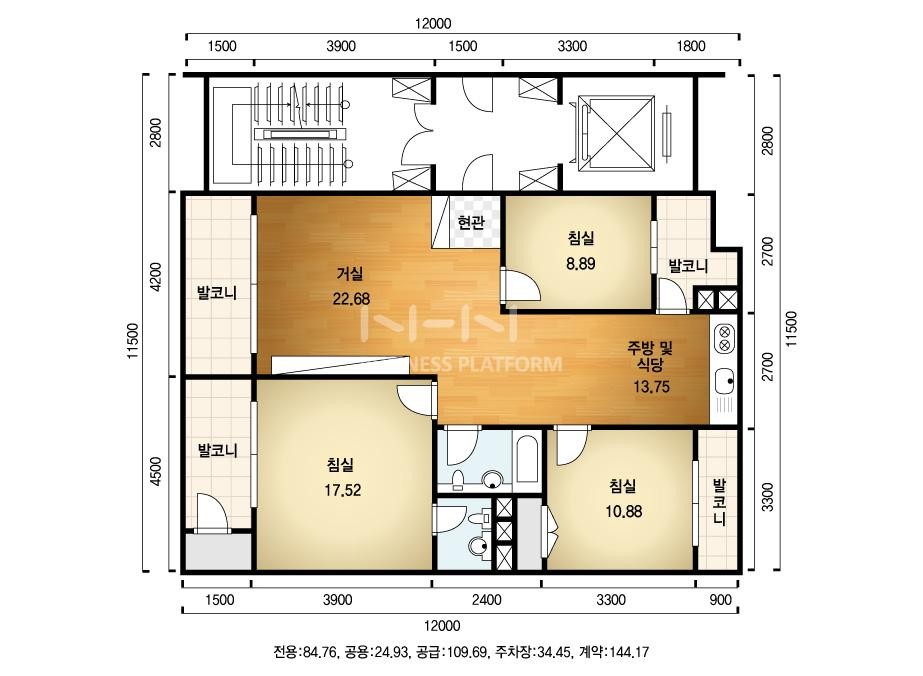 12000
1500 3900 1500 3300 1800
2800 2800
현관
침실
8.89
거실
22.68
발코니
발코니
4200 2700
11500 11500
N-HN
NESS PLATFORM
주방 및
식당
13.75
2700
발코니
침실
17.52
침실
10.88
발코니
4500 3300
1500 3900 2400 3300 900
12000
전용:84.76, 공용:24.93, 공급:109.69, 주차장:34.45, 계약:144.17